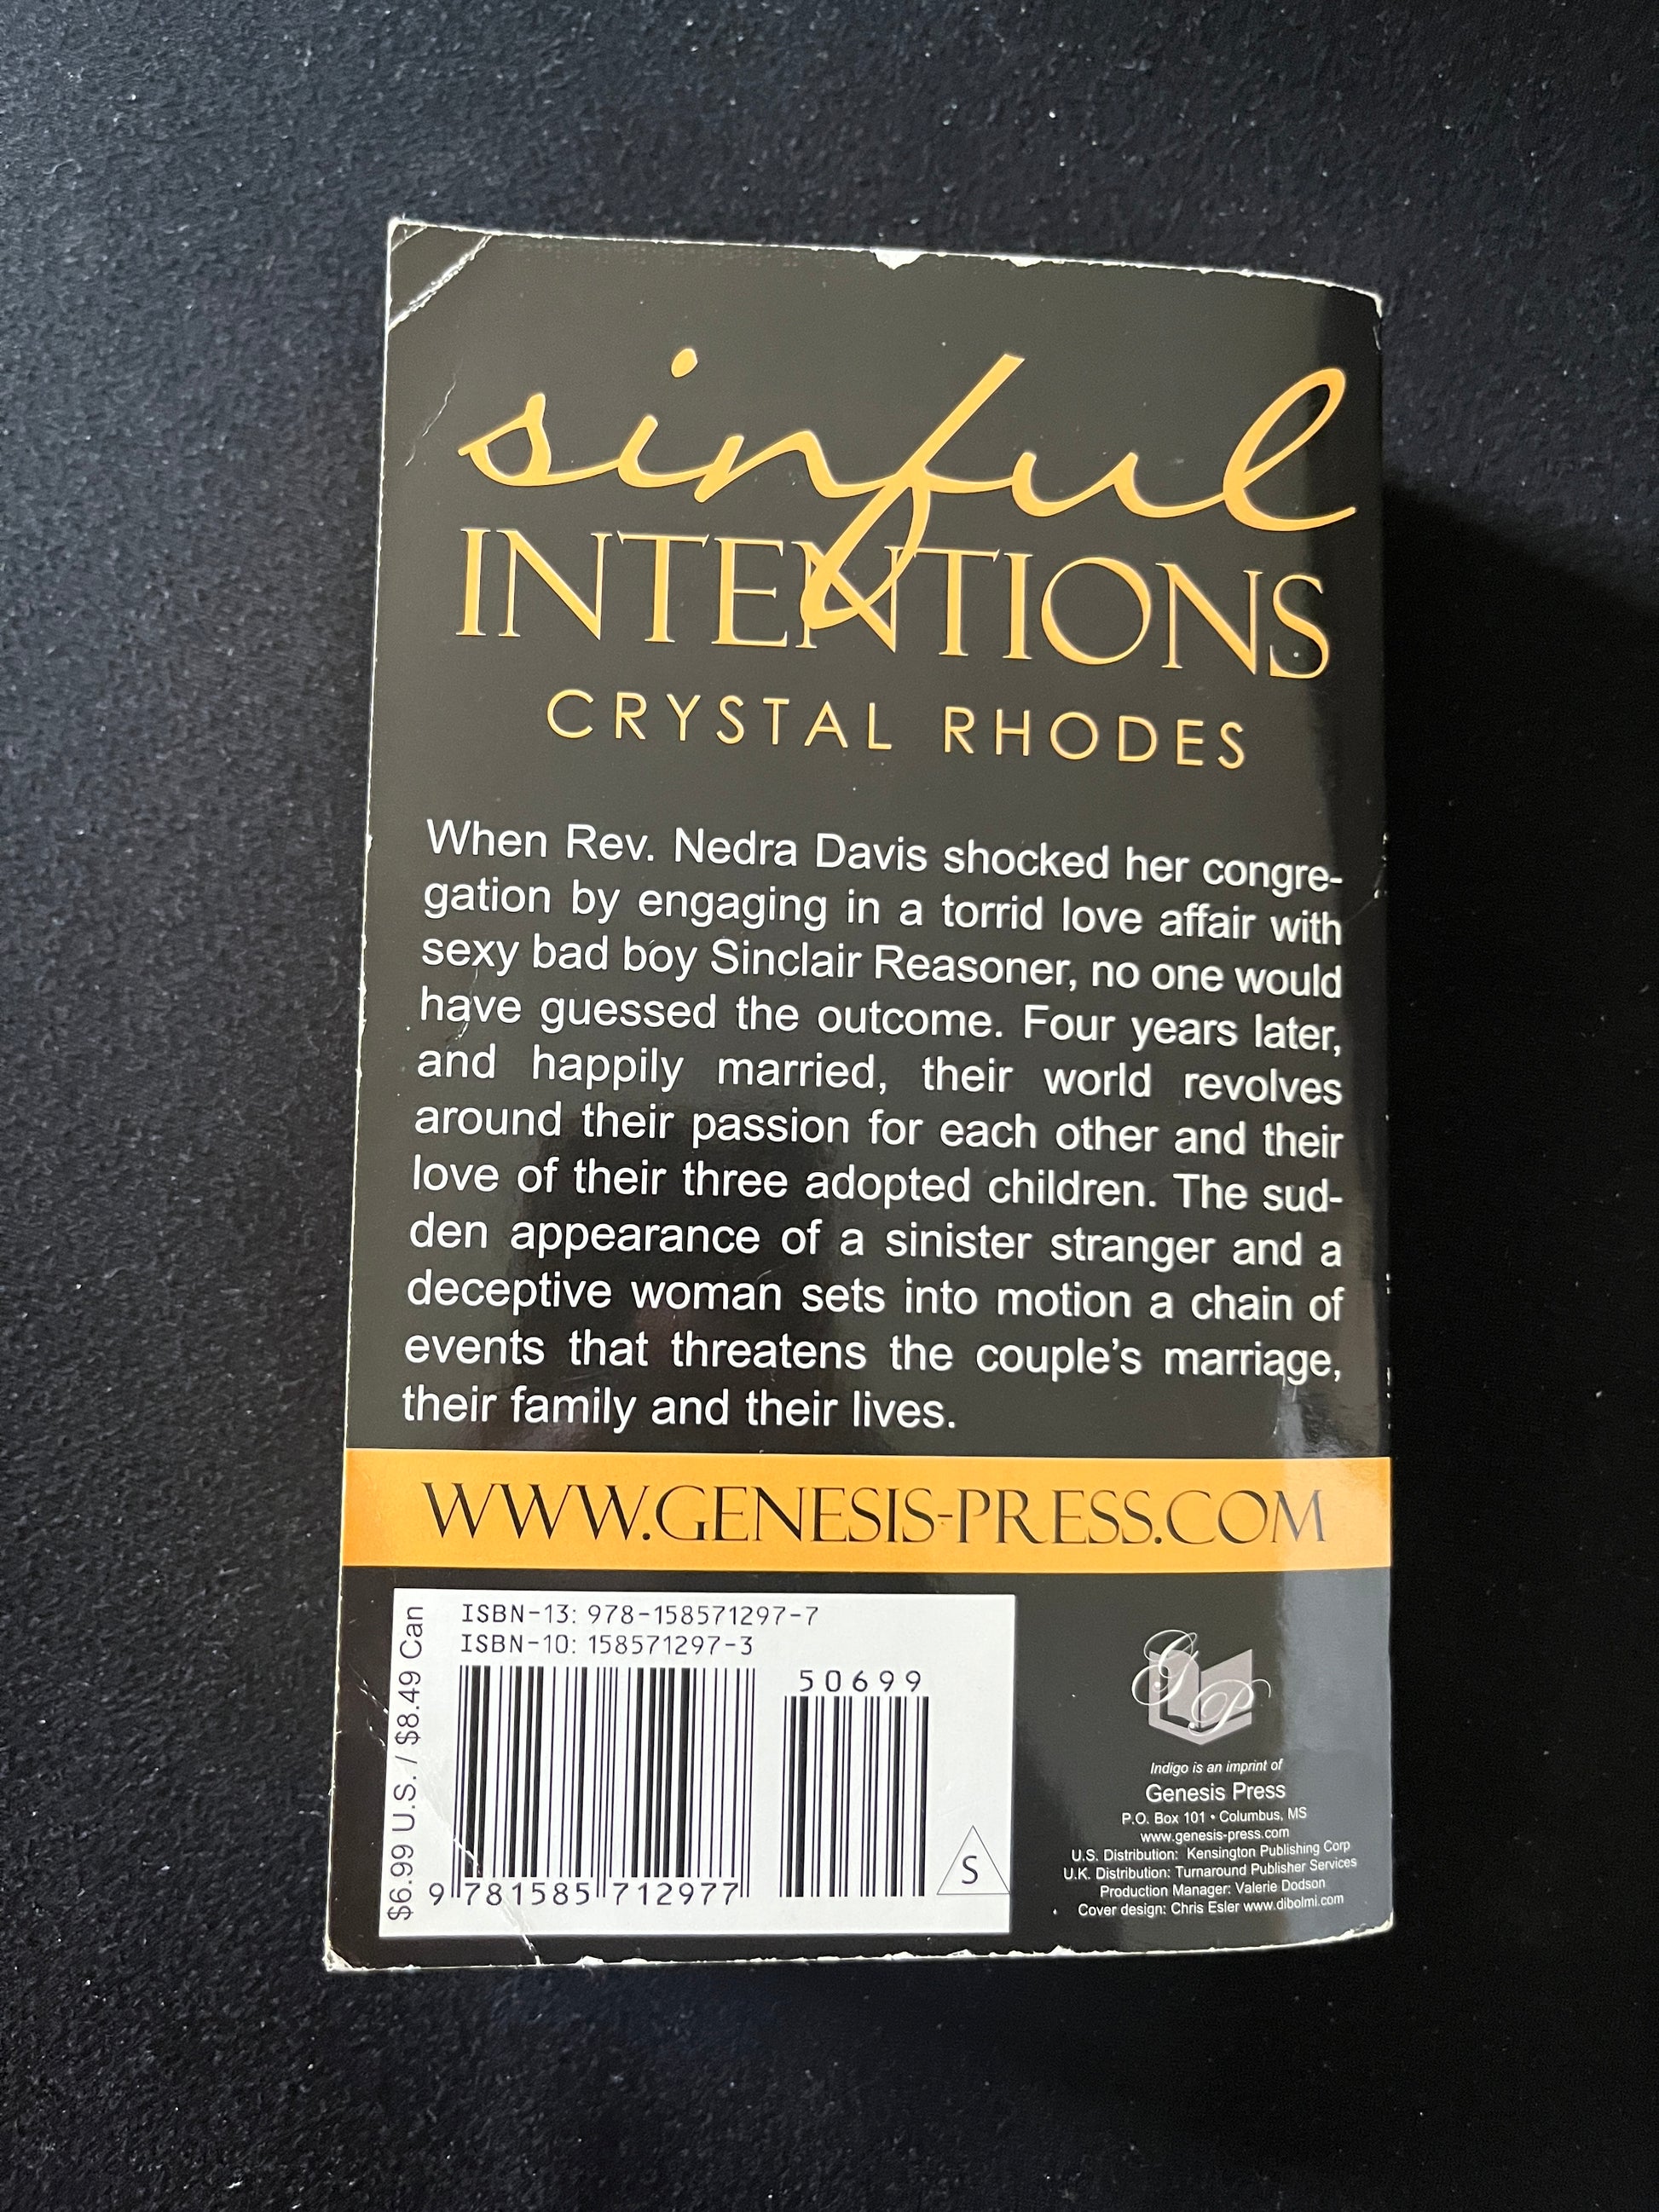 sinful
INTENTIONS
CRYSTAL RHODES
When Rev. Nedra Davis shocked her congre-
gation by engaging in a torrid love affair with
sexy bad boy Sinclair Reasoner, no one would
have guessed the outcome. Four years later,
and happily married, their world revolves
around their passion for each other and their
love of their three adopted children. The sud-
den appearance of a sinister stranger and a
deceptive woman sets into motion a chain of
events that threatens the couple’s marriage,
their family and their lives.
WWW.GENESIS-PRESS.COM
$6.99 U.S. / $8.49 Can
ISBN-13: 978-158571297-7
ISBN-10: 158571297-3
50699
9 781585 712977
S
GP
Indigo is an imprint of
Genesis Press
P.O. Box 101 • Columbus, MS
www.genesis-press.com
U.S. Distribution: Kensington Publishing Corp
U.K. Distribution: Turnaround Publisher Services
Production Manager: Valerie Dodson
Cover design: Chris Esler www.dibolmi.com